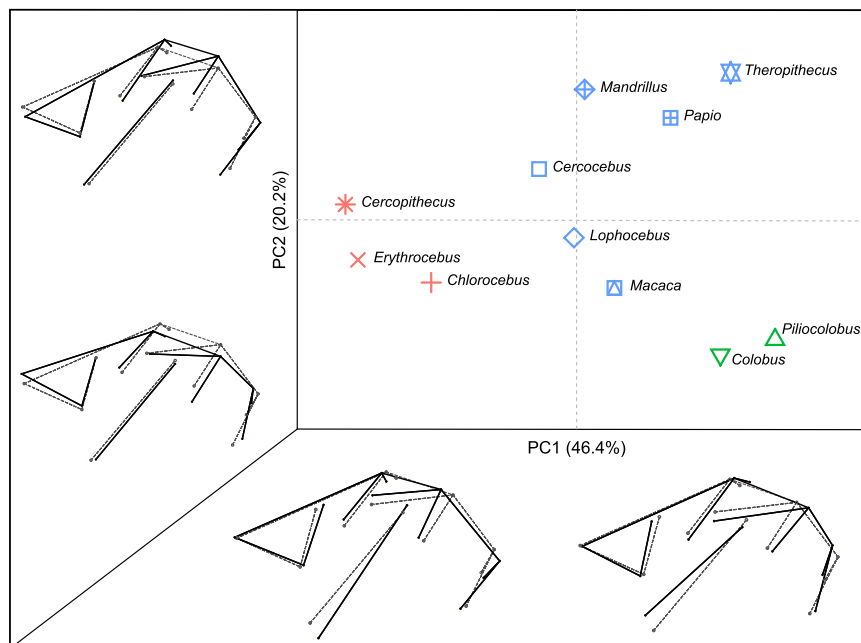 Theropithecus
Mandrillus
Papio
Cercocebus
Cercopithecus
PC2 (20.2%)
Lophocebus
Erythrocebus
Chlorocebus
Macaca
Piliocolobus
Colobus
PC1 (46.4%)